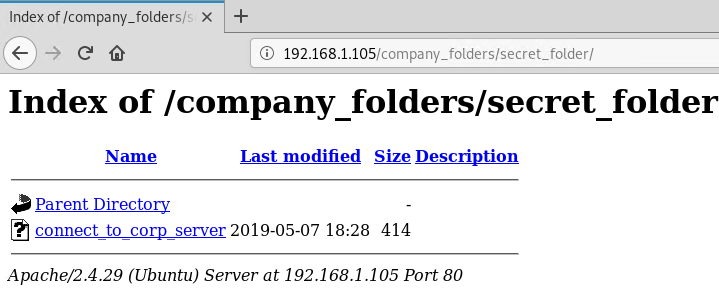 Index of /company_folders/s
192.168.1.105/company_folders/secret_folder/
Index of /company_folders/secret_folder
Name Last modified Size Description
Parent Directory -
connect_to_corp_server 2019-05-07 18:28 414
Apache/2.4.29 (Ubuntu) Server at 192.168.1.105 Port 80